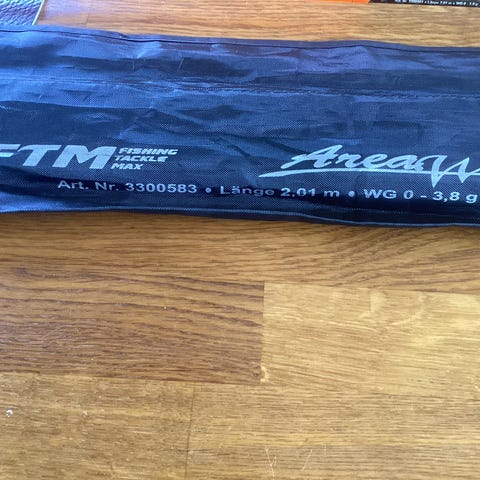 FTM FISHING
TACKLE
MAX
Area
Art. Nr. 3300583 • Länge 2,01 m • WG 0 - 3,8 g